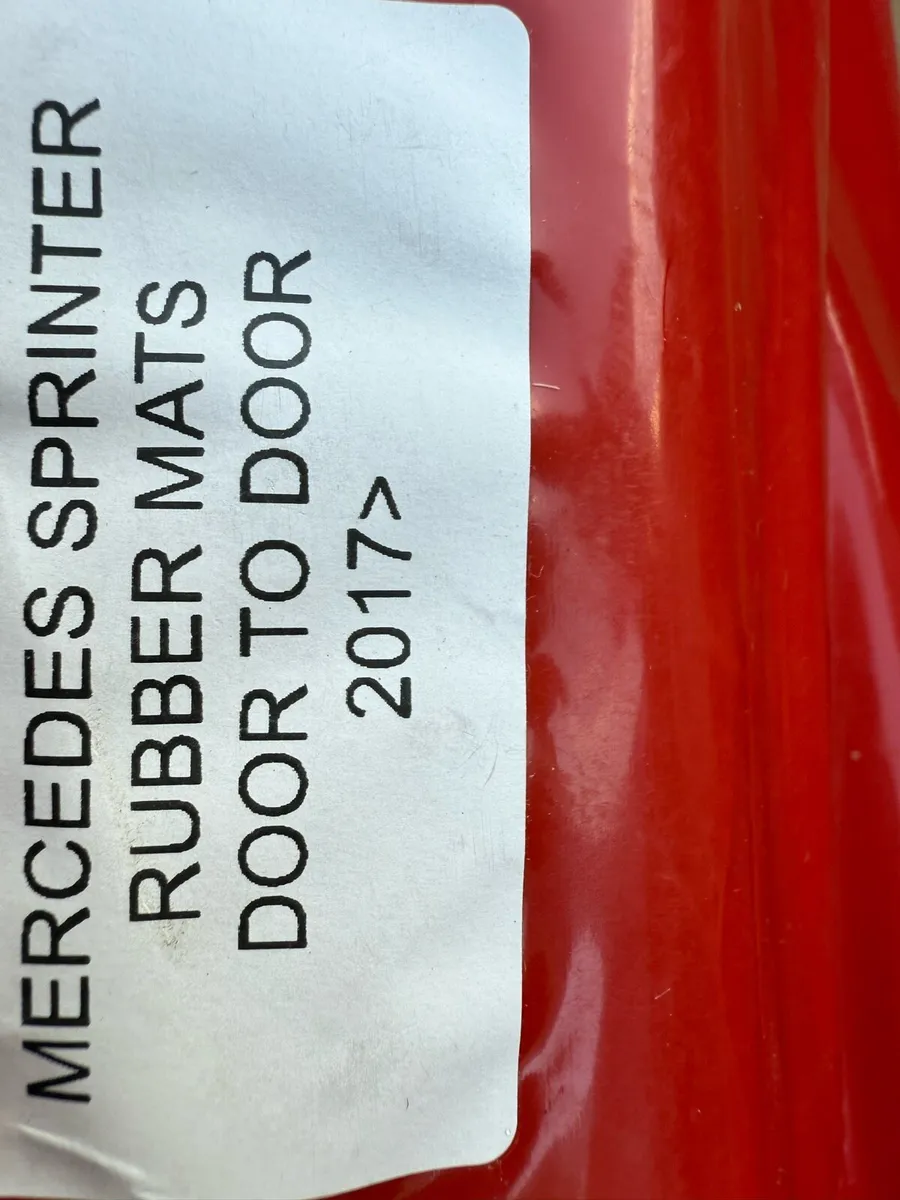 MERCEDES SPRINTER
RUBBER MATS
DOOR TO DOOR
2017>